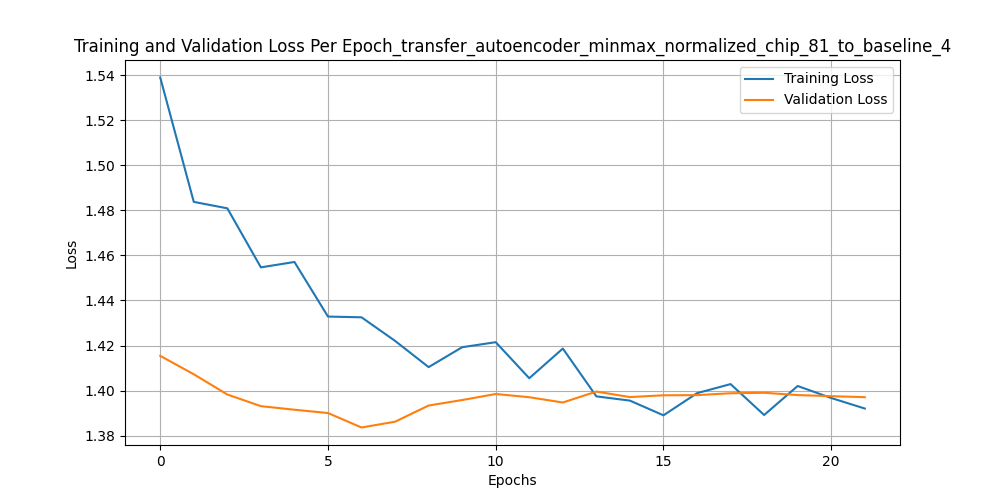 Training and Validation Loss Per Epoch_transfer_autoencoder_minmax_normalized_chip_81_to_baseline_4
Training Loss
Validation Loss
1.54
1.52
1.50
1.48
1.46
1.44
1.42
1.40
1.38
Loss
0
5
10
15
20
Epochs